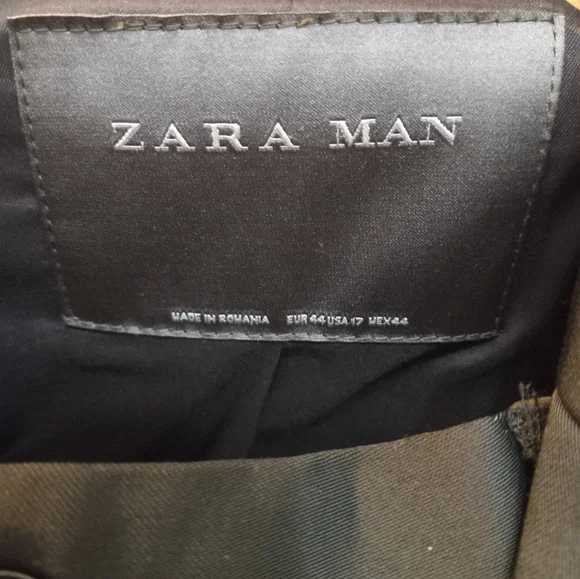 ZARA MAN
MADE IN ROMANIA EUR 44 USA 17 MEX 44